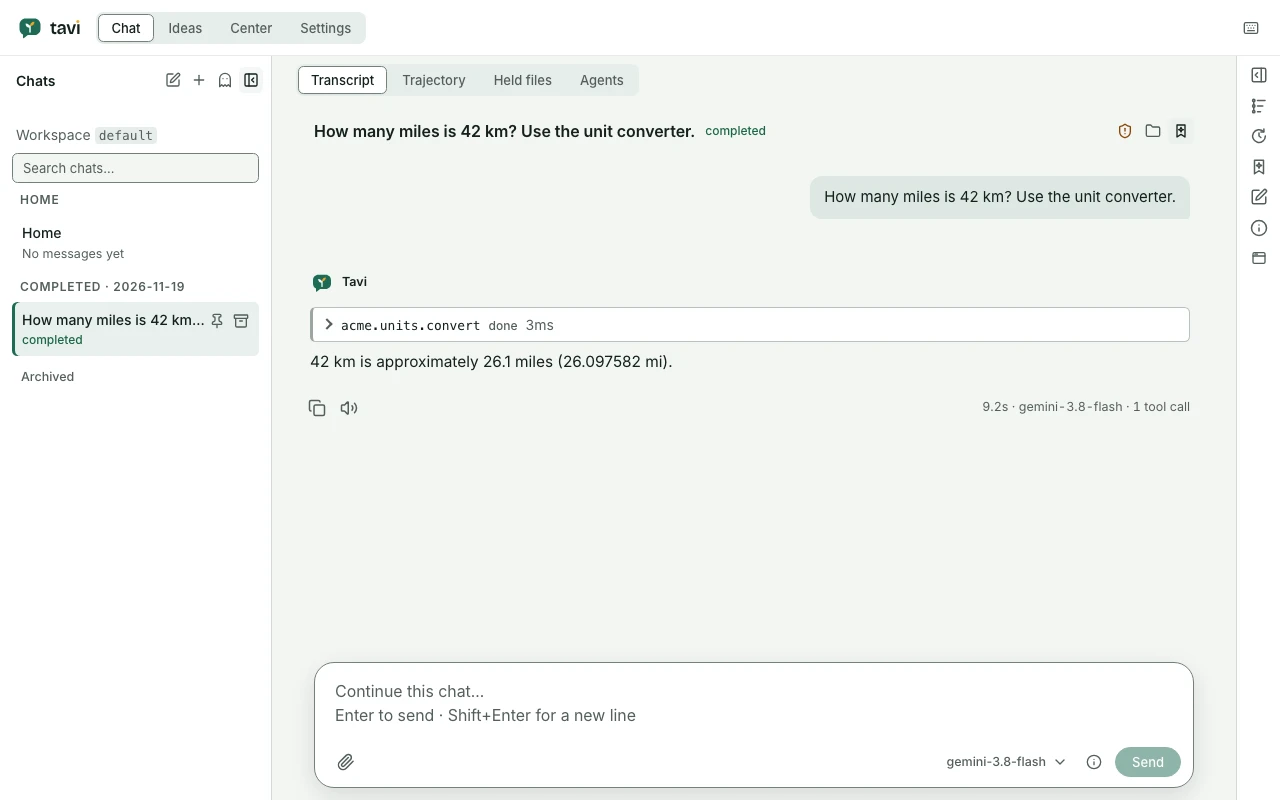 tavi
Chat
Ideas
Center
Settings
Chats
Workspace default
Search chats...
HOME
Home
No messages yet
COMPLETED · 2026-11-19
How many miles is 42 km...
completed
Archived
Transcript
Trajectory
Held files
Agents
How many miles is 42 km? Use the unit converter. completed
How many miles is 42 km? Use the unit converter.
Tavi
acme.units.convert done 3ms
42 km is approximately 26.1 miles (26.097582 mi).
9.2s · gemini-3.8-flash · 1 tool call
Continue this chat...
Enter to send · Shift+Enter for a new line
gemini-3.8-flash
Send